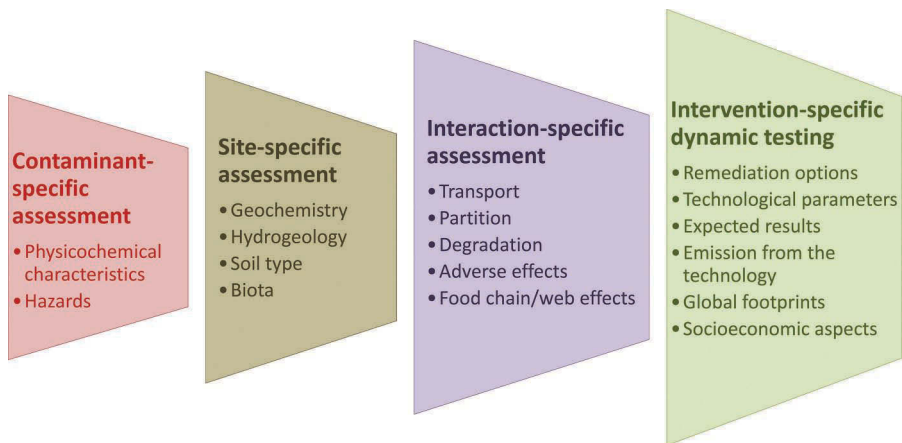 Contaminant-
specific
assessment
• Physicochemical
characteristics
• Hazards
Site-specific
assessment
• Geochemistry
• Hydrogeology
• Soil type
• Biota
Interaction-specific
assessment
• Transport
• Partition
• Degradation
• Adverse effects
• Food chain/web effects
Intervention-specific
dynamic testing
• Remediation options
• Technological parameters
• Expected results
• Emission from the
technology
• Global footprints
• Socioeconomic aspects